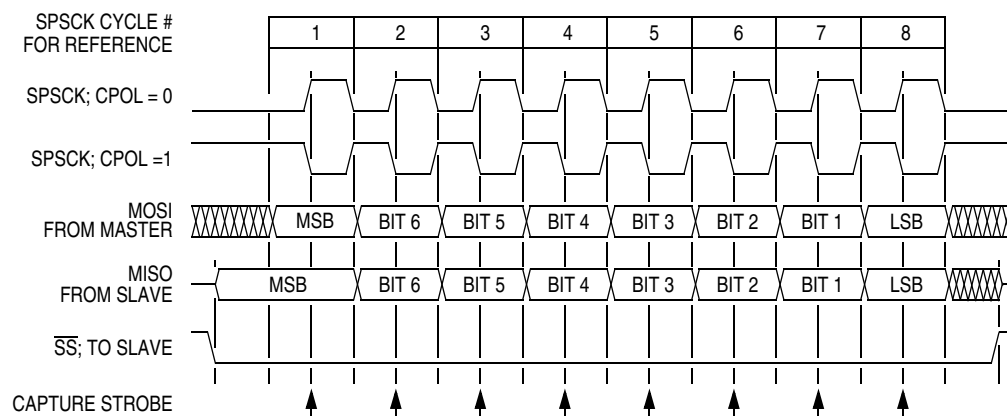 SPSCK CYCLE #
FOR REFERENCE
1 2 3 4 5 6 7 8
SPSCK; CPOL = 0
SPSCK; CPOL =1
MOSI
FROM MASTER
MSB BIT 6 BIT 5 BIT 4 BIT 3 BIT 2 BIT 1 LSB
MISO
FROM SLAVE
MSB BIT 6 BIT 5 BIT 4 BIT 3 BIT 2 BIT 1 LSB
SS; TO SLAVE
CAPTURE STROBE